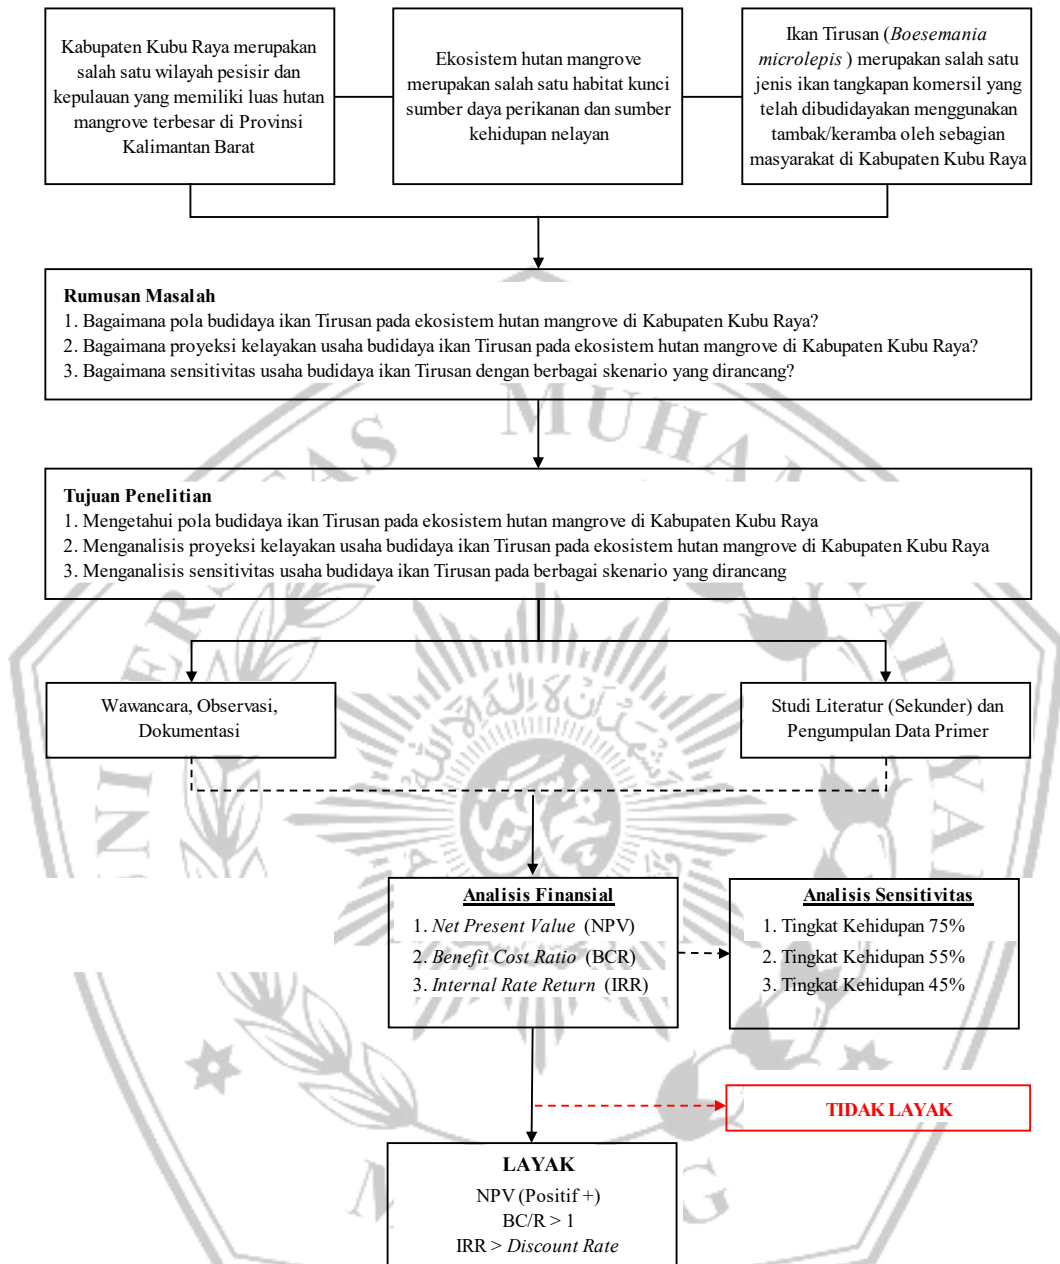 Kabupaten Kubu Raya merupakan
salah satu wilayah pesisir dan
kepulauan yang memiliki luas hutan
mangrove terbesar di Provinsi
Kalimantan Barat
Ekosistem hutan mangrove
merupakan salah satu habitat kunci
sumber daya perikanan dan sumber
kehidupan nelayan
Ikan Tirusan (Boesemania
microlepis ) merupakan salah satu
jenis ikan tangkapan komersil yang
telah dibudidayakan menggunakan
tambak/keramba oleh sebagian
masyarakat di Kabupaten Kubu Raya
Rumusan Masalah
1. Bagaimana pola budidaya ikan Tirusan pada ekosistem hutan mangrove di Kabupaten Kubu Raya?
2. Bagaimana proyeksi kelayakan usaha budidaya ikan Tirusan pada ekosistem hutan mangrove di Kabupaten Kubu Raya?
3. Bagaimana sensitivitas usaha budidaya ikan Tirusan dengan berbagai skenario yang dirancang?
Tujuan Penelitian
1. Mengetahui pola budidaya ikan Tirusan pada ekosistem hutan mangrove di Kabupaten Kubu Raya
2. Menganalisis proyeksi kelayakan usaha budidaya ikan Tirusan pada ekosistem hutan mangrove di Kabupaten Kubu Raya
3. Menganalisis sensitivitas usaha budidaya ikan Tirusan pada berbagai skenario yang dirancang
Wawancara, Observasi,
Dokumentasi
Studi Literatur (Sekunder) dan
Pengumpulan Data Primer
Analisis Finansial
1. Net Present Value (NPV)
2. Benefit Cost Ratio (BCR)
3. Internal Rate Return (IRR)
Analisis Sensitivitas
1. Tingkat Kehidupan 75%
2. Tingkat Kehidupan 55%
3. Tingkat Kehidupan 45%
TIDAK LAYAK
LAYAK
NPV (Positif +)
BC/R > 1
IRR > Discount Rate